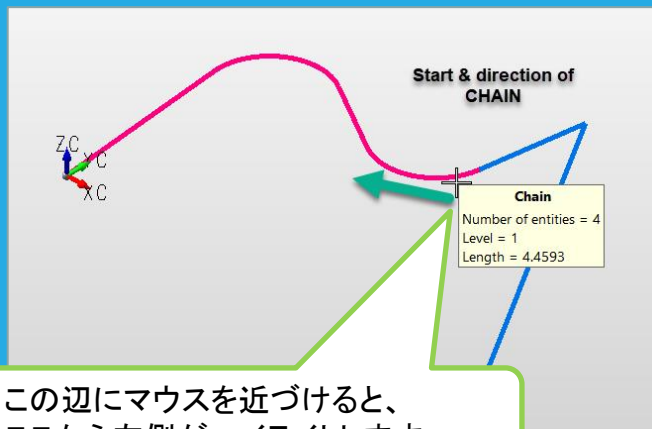 Start & direction of
CHAIN
ZC
YC
XC
Chain
Number of entities = 4
Level = 1
Length = 4.4593
この辺にマウスを近づけると、